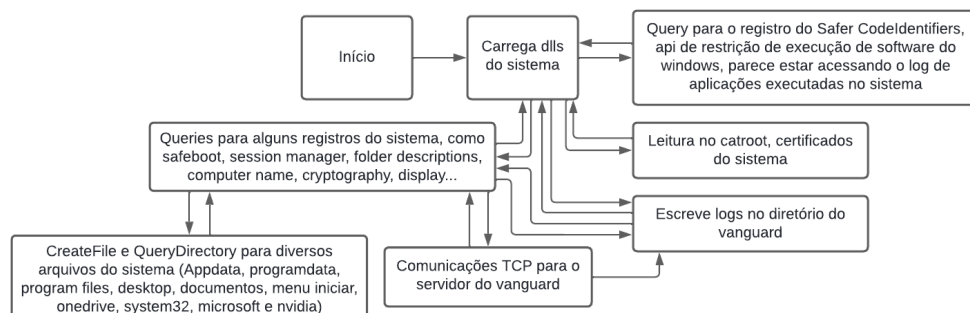 Início
Carrega dlls
do sistema
Query para o registro do Safer CodeIdentifiers,
api de restrição de execução de software do
windows, parece estar acessando o log de
aplicações executadas no sistema
Queries para alguns registros do sistema, como
safeboot, session manager, folder descriptions,
computer name, cryptography, display...
Leitura no catroot, certificados
do sistema
Escreve logs no diretório do
vanguard
CreateFile e QueryDirectory para diversos
arquivos do sistema (Appdata, programdata,
program files, desktop, documentos, menu iniciar,
onedrive, system32, microsoft e nvidia)
Comunicações TCP para o
servidor do vanguard